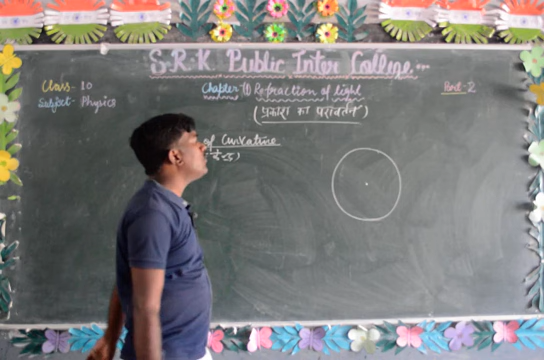 S.R.K Public Inter College...
Class- 10
Chapter (1) Refraction of light
Part - 2
Subject- Physics
(प्रकाश का परावर्तन)
of Curvature